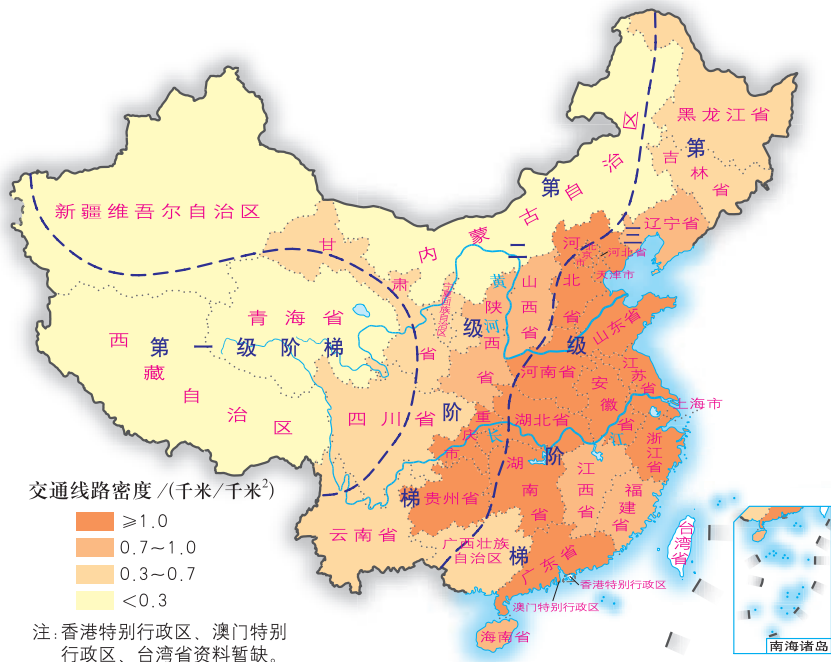 黑龙江省
吉林省
辽宁省
内蒙古自治区
新疆维吾尔自治区
甘肃省
青海省
西藏自治区
宁夏回族自治区
陕西省
山西省
河北省
北京市
河北省
天津市
山东省
河南省
江苏省
安徽省
上海市
四川省
重庆市
湖北省
浙江省
贵州省
湖南省
江西省
福建省
云南省
广西壮族自治区
广东省
台湾省
香港特别行政区
澳门特别行政区
海南省
黄河
长江
第一级阶梯
第二级阶梯
第三级阶梯
交通线路密度/(千米/千米²)
≥1.0
0.7~1.0
0.3~0.7
<0.3
注:香港特别行政区、澳门特别
行政区、台湾省资料暂缺。
南海诸岛